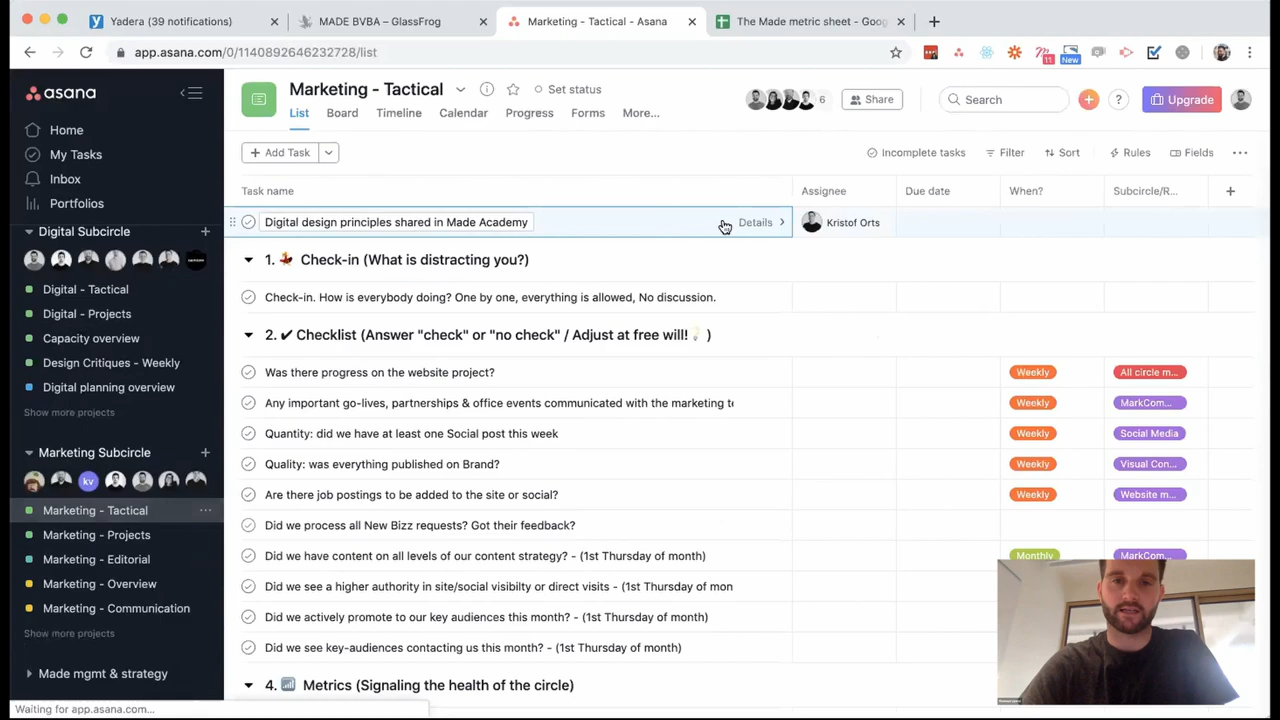 Yadera (39 notifications)
MADE BVBA – GlassFrog
Marketing - Tactical - Asana
The Made metric sheet - Goog
app.asana.com/0/1140892646232728/list
11
New
asana
Home
My Tasks
Inbox
Portfolios
Digital Subcircle
Digital - Tactical
Digital - Projects
Capacity overview
Design Critiques - Weekly
Digital planning overview
Show more projects
Marketing Subcircle
kv
Marketing - Tactical
Marketing - Projects
Marketing - Editorial
Marketing - Overview
Marketing - Communication
Show more projects
Made mgmt & strategy
Waiting for app.asana.com...
Marketing - Tactical
Set status
List Board Timeline Calendar Progress Forms More...
6
Share
Search
?
Upgrade
+ Add Task
Incomplete tasks Filter Sort Rules Fields
Task name Assignee Due date When? Subcircle/R... +
Digital design principles shared in Made Academy Details > Kristof Orts
1. 💃 Check-in (What is distracting you?)
Check-in. How is everybody doing? One by one, everything is allowed, No discussion.
2. ✔ Checklist (Answer "check" or "no check" / Adjust at free will!💡)
Was there progress on the website project? Weekly All circle m...
Any important go-lives, partnerships & office events communicated with the marketing te Weekly MarkCom...
Quantity: did we have at least one Social post this week Weekly Social Media
Quality: was everything published on Brand? Weekly Visual Con...
Are there job postings to be added to the site or social? Weekly Website m...
Did we process all New Bizz requests? Got their feedback?
Did we have content on all levels of our content strategy? - (1st Thursday of month) Monthly MarkCom...
Did we see a higher authority in site/social visibilty or direct visits - (1st Thursday of mon
Did we actively promote to our key audiences this month? - (1st Thursday of month)
Did we see key-audiences contacting us this month? - (1st Thursday of month)
4. 📊 Metrics (Signaling the health of the circle)